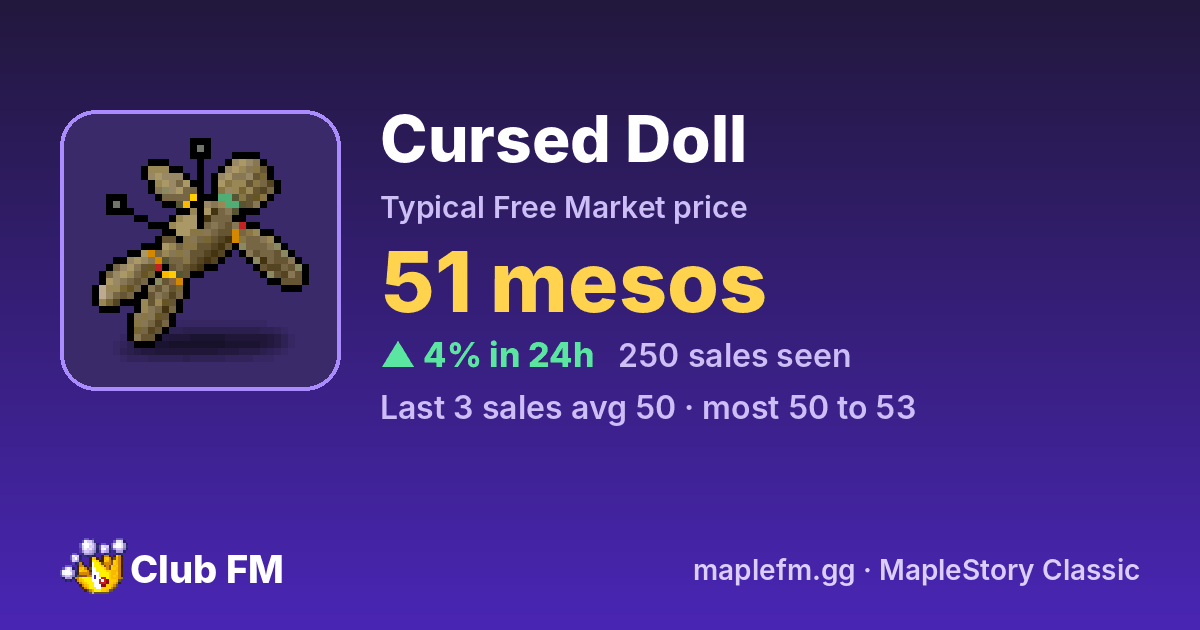 Cursed Doll
Typical Free Market price
51 mesos
▲ 4% in 24h 250 sales seen
Last 3 sales avg 50 · most 50 to 53
Club FM
maplefm.gg · MapleStory Classic